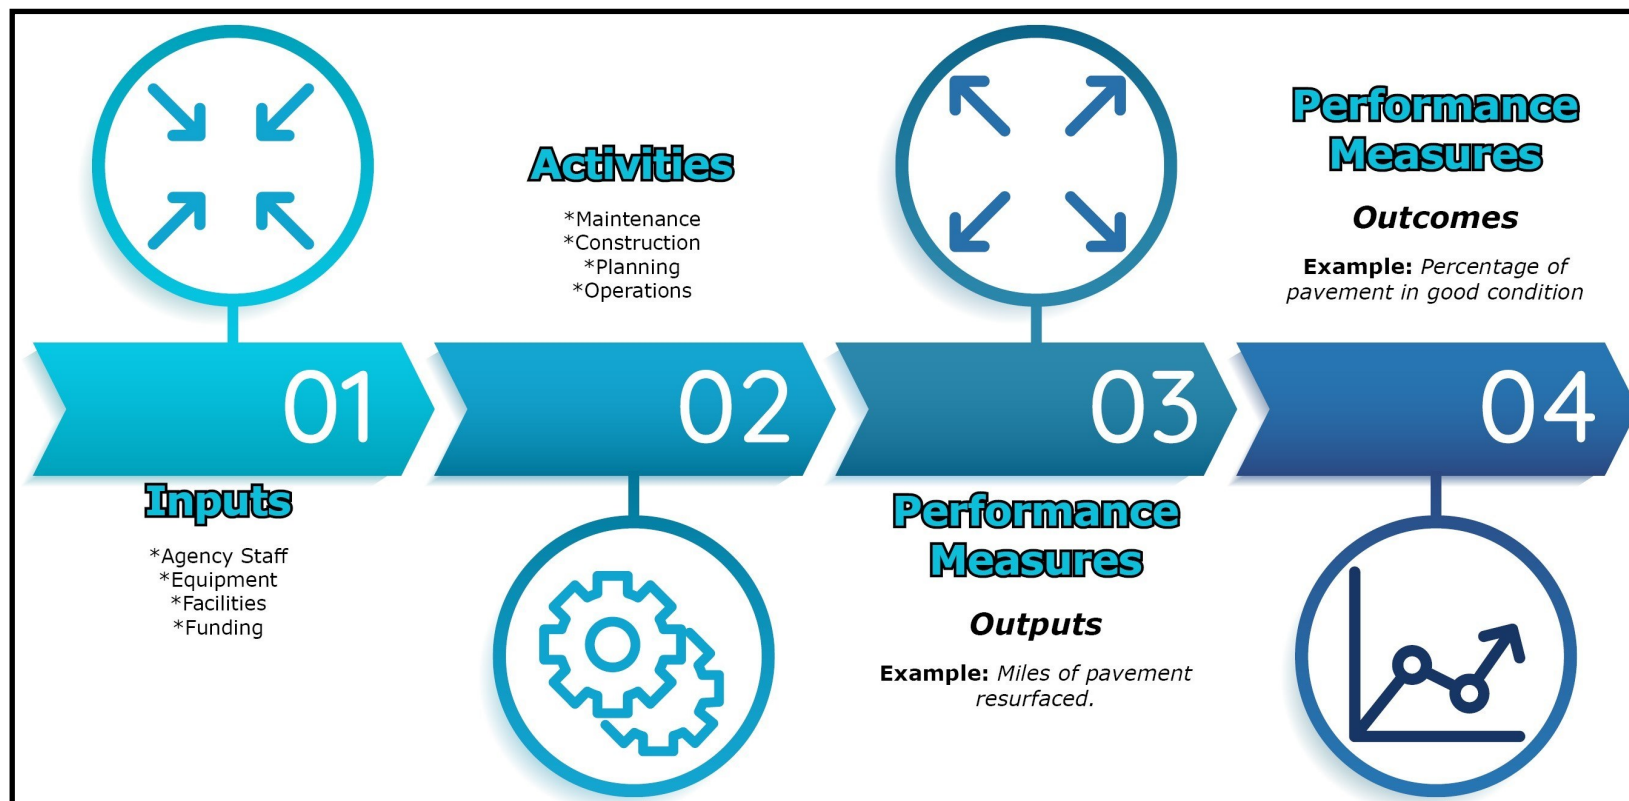 01
Inputs
*Agency Staff
*Equipment
*Facilities
*Funding
Activities
*Maintenance
*Construction
*Planning
*Operations
02
03
Performance
Measures
Outputs
Example: Miles of pavement
resurfaced.
Performance
Measures
Outcomes
Example: Percentage of
pavement in good condition
04